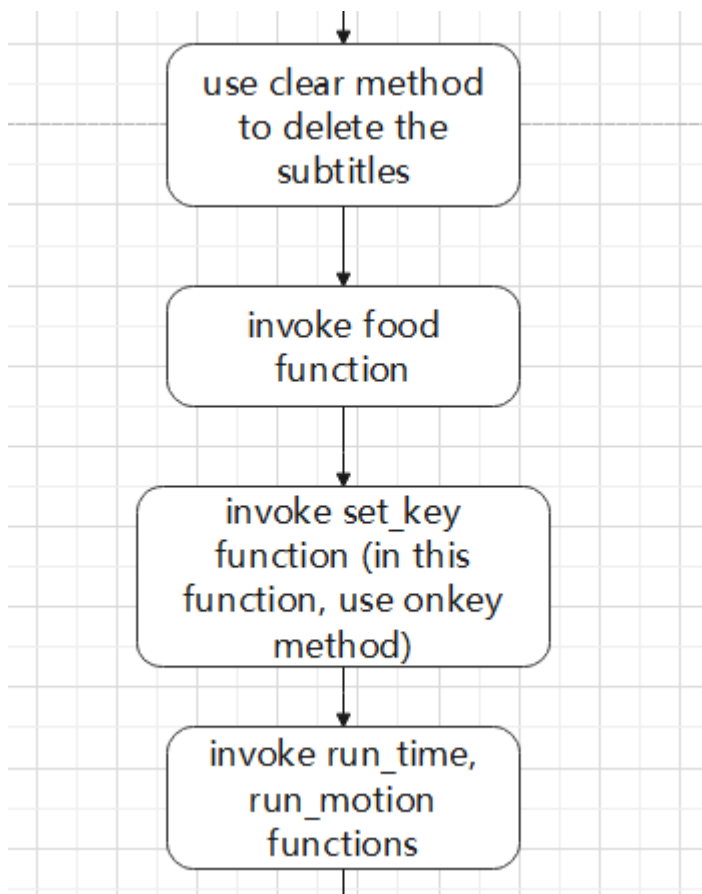 use clear method
to delete the
subtitles
invoke food
function
invoke set_key
function (in this
function, use onkey
method)
invoke run_time,
run_motion
functions